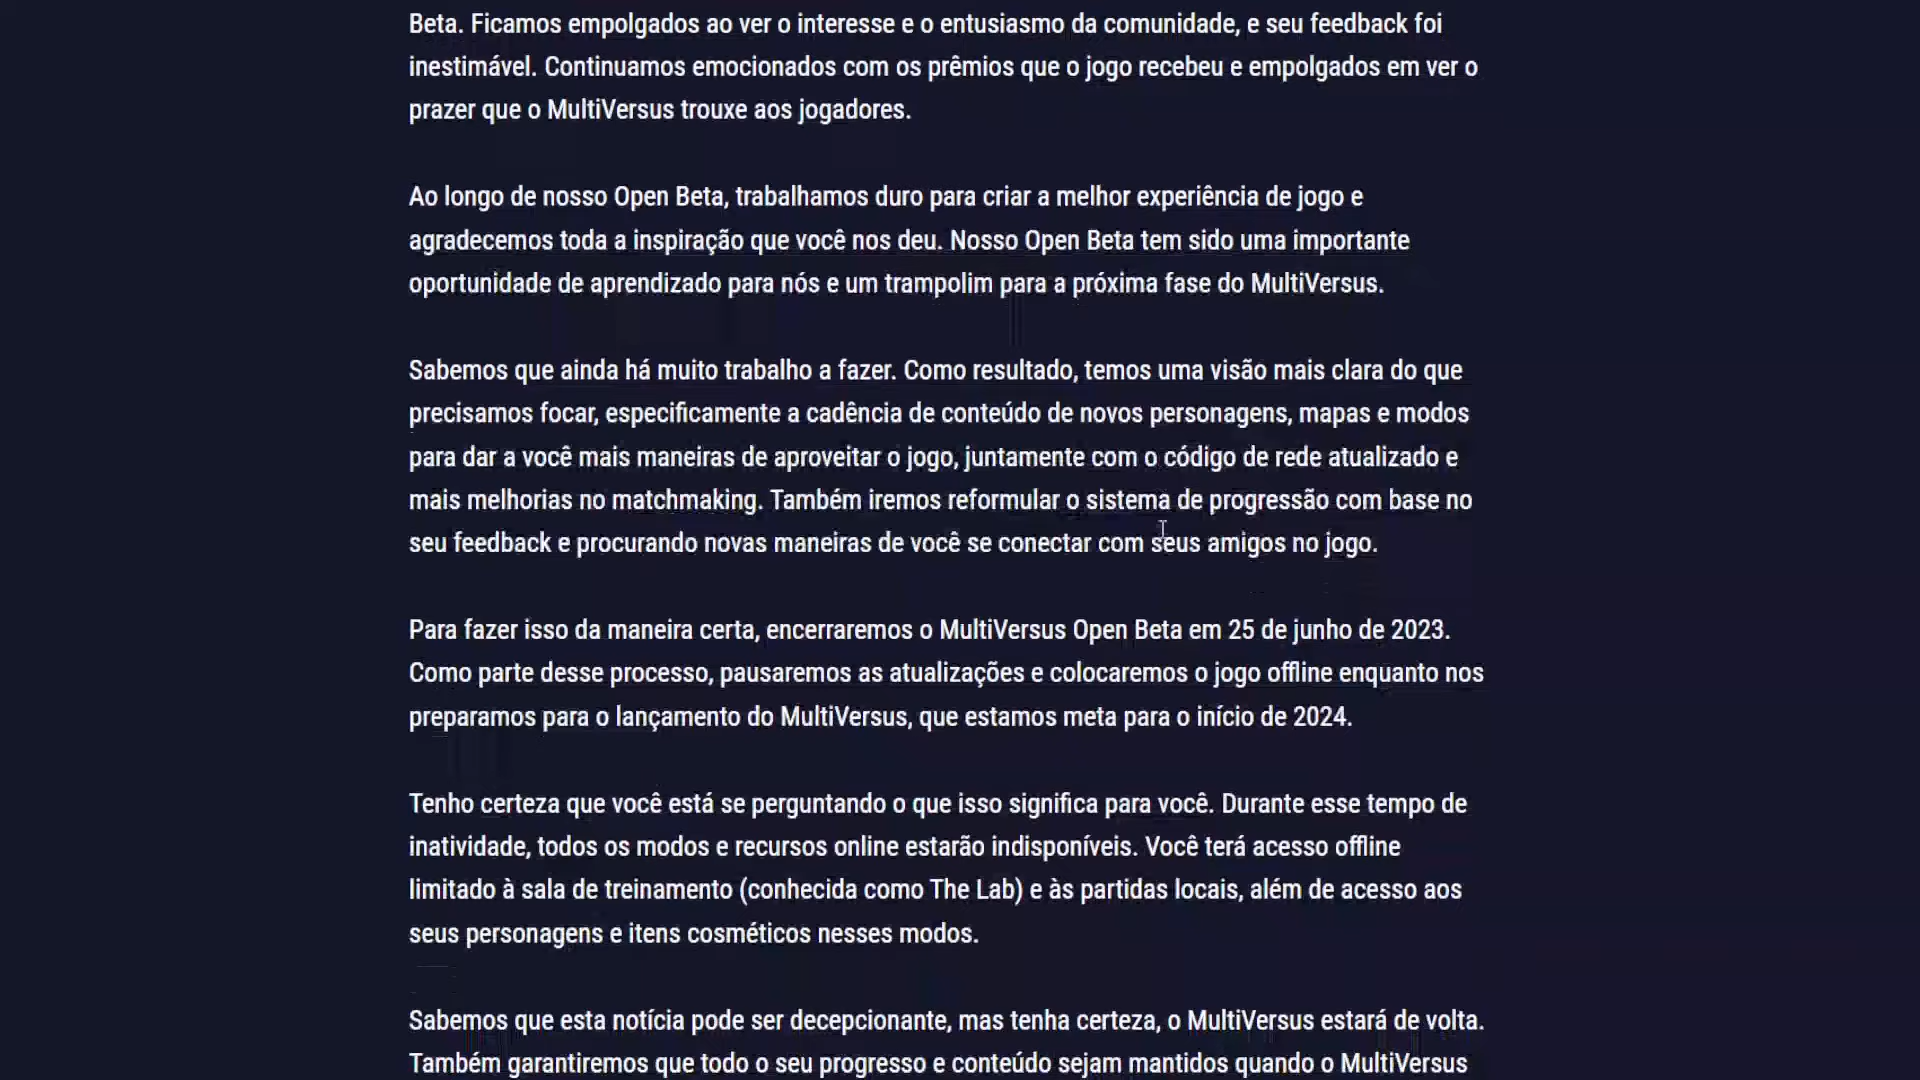 Beta. Ficamos empolgados ao ver o interesse e o entusiasmo da comunidade, e seu feedback foi
inestimável. Continuamos emocionados com os prêmios que o jogo recebeu e empolgados em ver o
prazer que o MultiVersus trouxe aos jogadores.
Ao longo de nosso Open Beta, trabalhamos duro para criar a melhor experiência de jogo e
agradecemos toda a inspiração que você nos deu. Nosso Open Beta tem sido uma importante
oportunidade de aprendizado para nós e um trampolim para a próxima fase do MultiVersus.
Sabemos que ainda há muito trabalho a fazer. Como resultado, temos uma visão mais clara do que
precisamos focar, especificamente a cadência de conteúdo de novos personagens, mapas e modos
para dar a você mais maneiras de aproveitar o jogo, juntamente com o código de rede atualizado e
mais melhorias no matchmaking. Também iremos reformular o sistema de progressão com base no
seu feedback e procurando novas maneiras de você se conectar com seus amigos no jogo.
Para fazer isso da maneira certa, encerraremos o MultiVersus Open Beta em 25 de junho de 2023.
Como parte desse processo, pausaremos as atualizações e colocaremos o jogo offline enquanto nos
preparamos para o lançamento do MultiVersus, que estamos meta para o início de 2024.
Tenho certeza que você está se perguntando o que isso significa para você. Durante esse tempo de
inatividade, todos os modos e recursos online estarão indisponíveis. Você terá acesso offline
limitado à sala de treinamento (conhecida como The Lab) e às partidas locais, além de acesso aos
seus personagens e itens cosméticos nesses modos.
Sabemos que esta notícia pode ser decepcionante, mas tenha certeza, o MultiVersus estará de volta.
Também garantiremos que todo o seu progresso e conteúdo sejam mantidos quando o MultiVersus